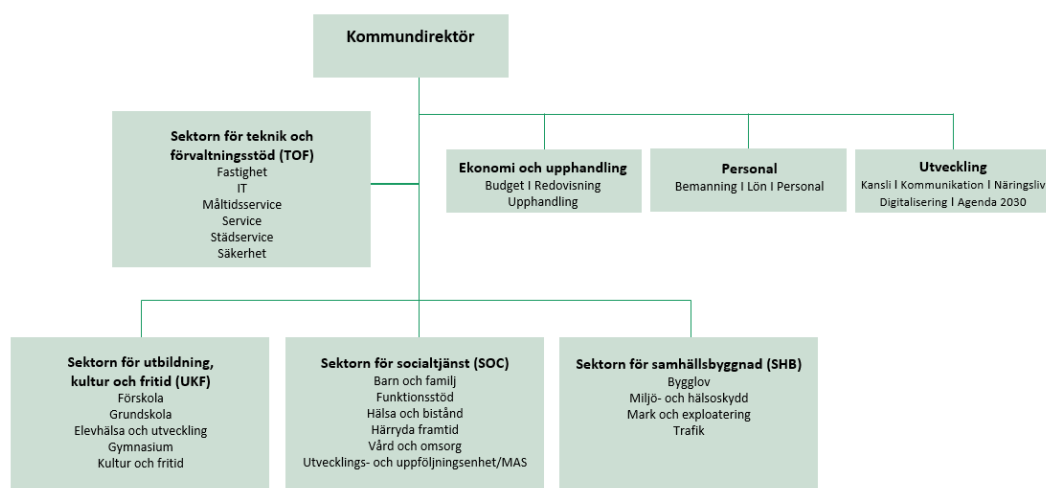 Kommundirektör
Sektorn för teknik och
förvaltningsstöd (TOF)
Fastighet
IT
Måltidsservice
Service
Städservice
Säkerhet
Ekonomi och upphandling
Budget I Redovisning
Upphandling
Personal
Bemanning I Lön I Personal
Utveckling
Kansli l Kommunikation l Näringsliv
Digitalisering l Agenda 2030
Sektorn för utbildning,
kultur och fritid (UKF)
Förskola
Grundskola
Elevhälsa och utveckling
Gymnasium
Kultur och fritid
Sektorn för socialtjänst (SOC)
Barn och familj
Funktionsstöd
Hälsa och bistånd
Härryda framtid
Vård och omsorg
Utvecklings- och uppföljningsenhet/MAS
Sektorn för samhällsbyggnad (SHB)
Bygglov
Miljö- och hälsoskydd
Mark och exploatering
Trafik